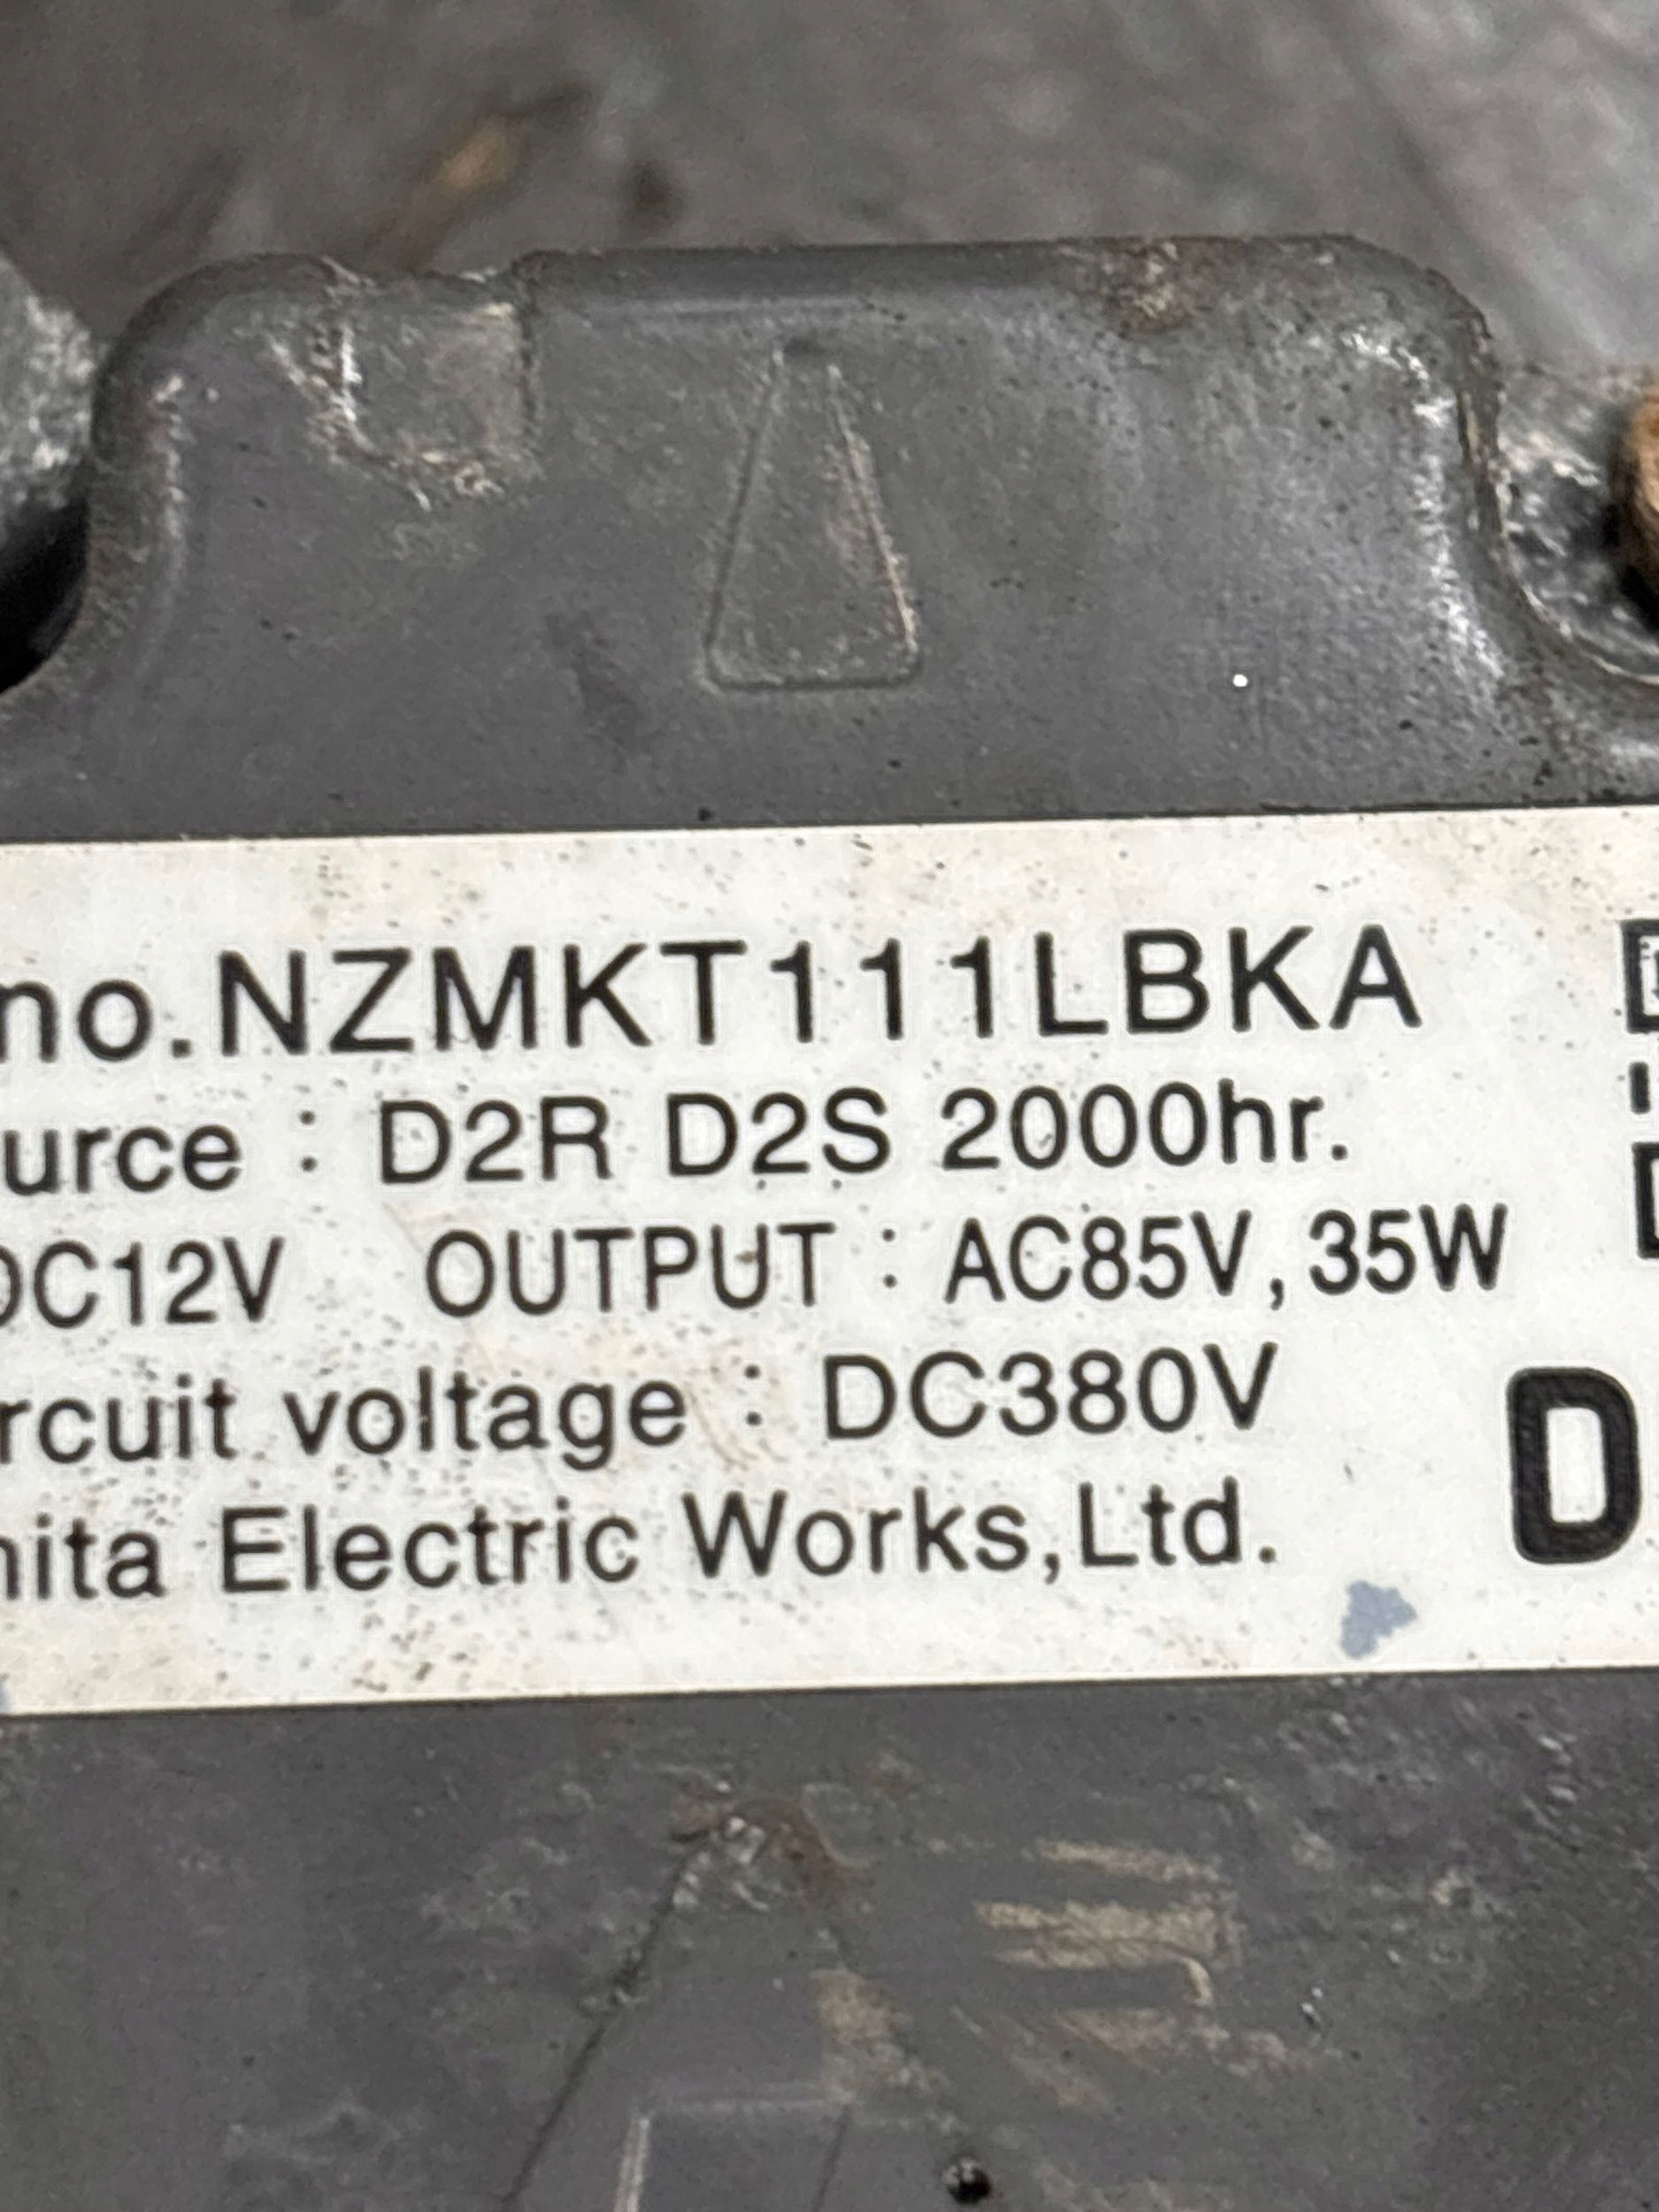 no.NZMKT111LBKA
urce : D2R D2S 2000hr.
DC12V OUTPUT : AC85V,35W
rcuit voltage : DC380V
hita Electric Works,Ltd.
D